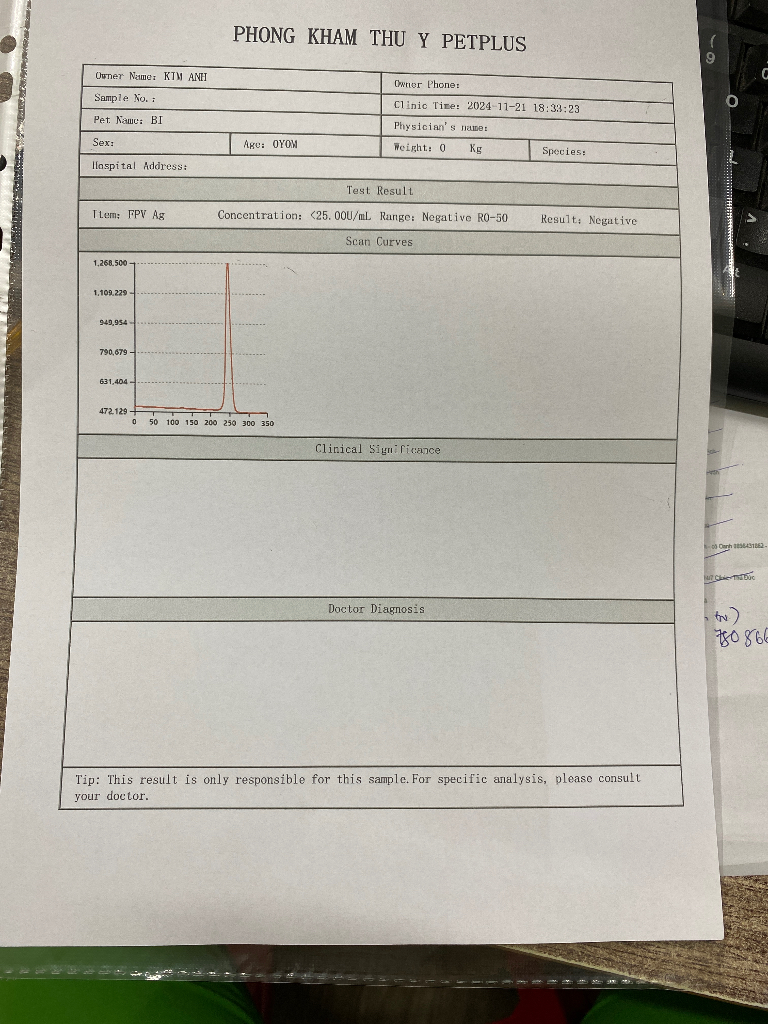 PHONG KHAM THU Y PETPLUS
Owner Name: KIM ANH
Owner Phone:
Sample No.:
Clinic Time: 2024-11-21 18:33:23
Pet Name: BI
Physician's name:
Sex:
Age: 0Y0M
Weight: 0 Kg
Species:
Hospital Address:
Test Result
Item: FPV Ag Concentration: <25.00U/mL Range: Negative R0-50 Result: Negative
Scan Curves
1,268,500
1,109,229
949,954
790,679
631,404
472,129
0 50 100 150 200 250 300 350
Clinical Significance
Doctor Diagnosis
Tip: This result is only responsible for this sample.For specific analysis, please consult
your doctor.